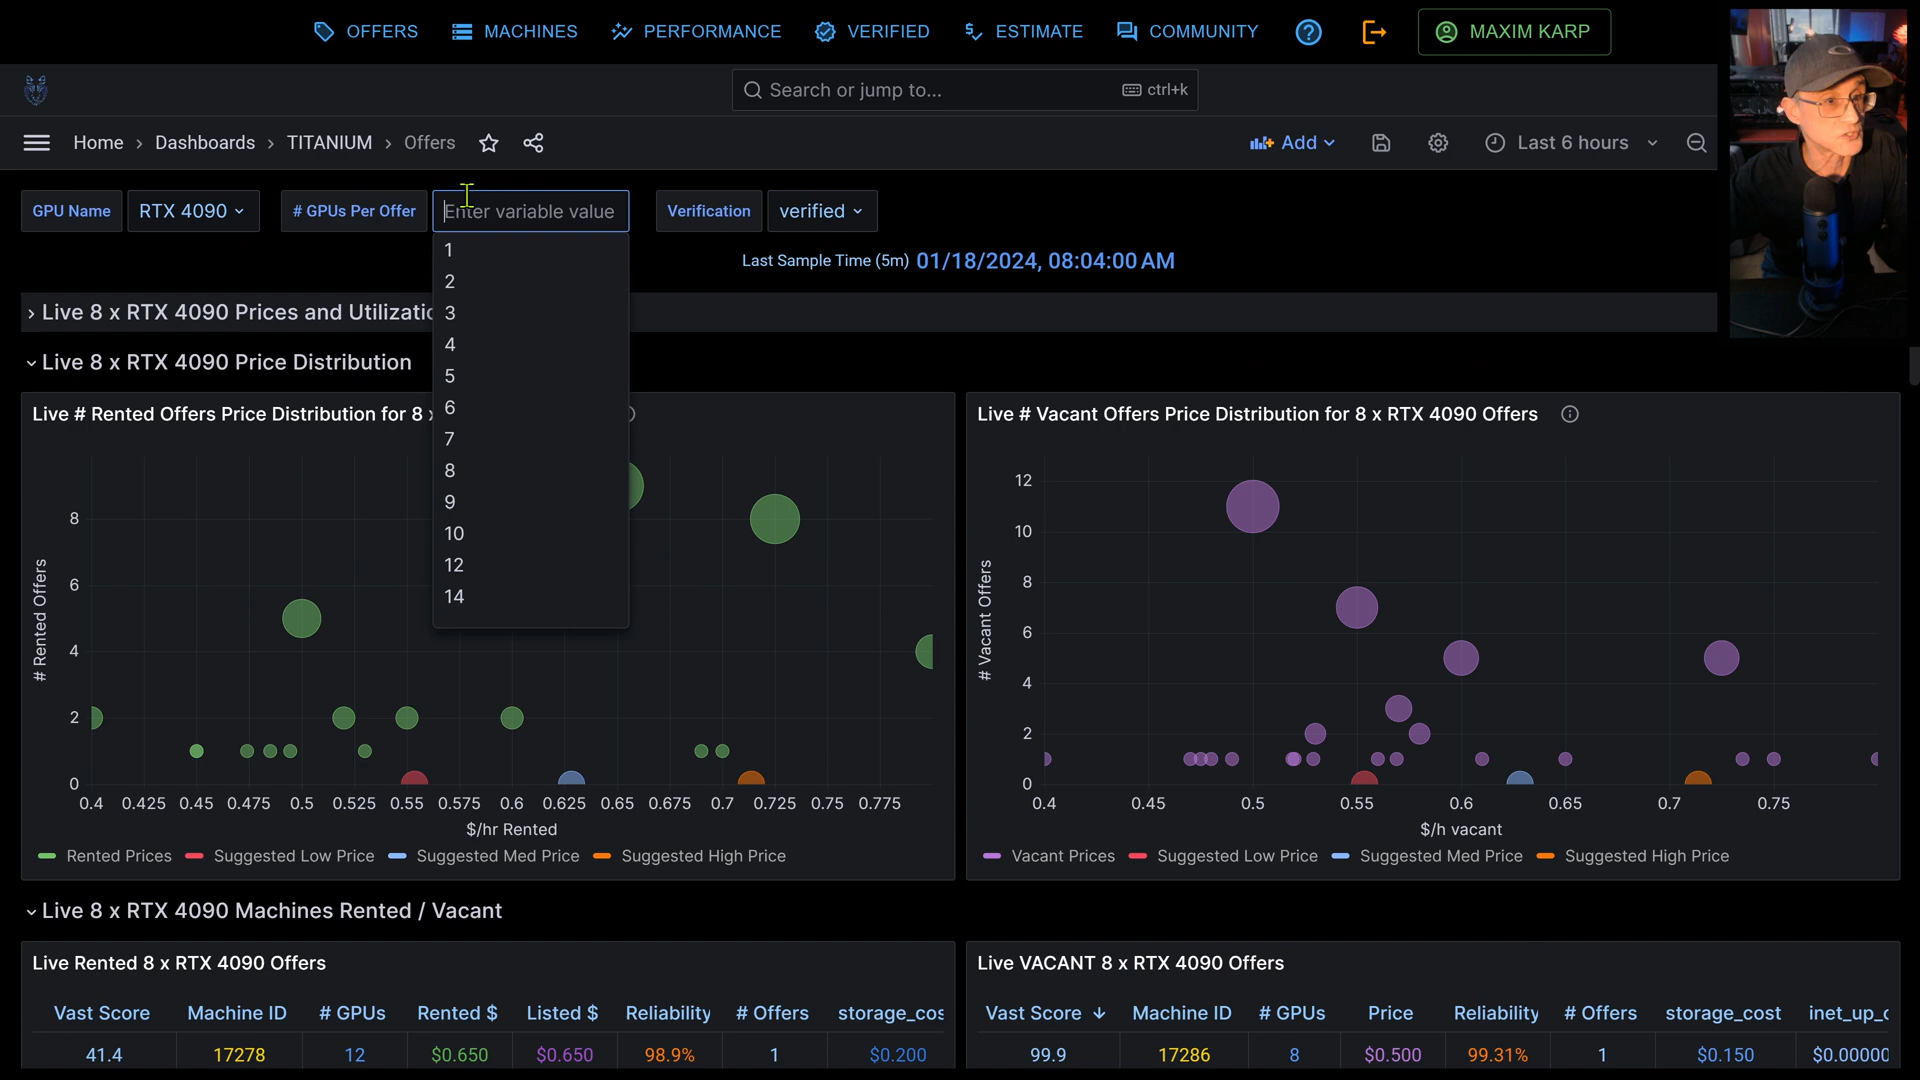 OFFERS MACHINES PERFORMANCE VERIFIED ESTIMATE COMMUNITY MAXIM KARP
Search or jump to... ctrl+k
Home › Dashboards › TITANIUM › Offers Add Last 6 hours
GPU Name RTX 4090 # GPUs Per Offer Enter variable value Verification verified
1
2
3
4
5
6
7
8
9
10
12
14
Last Sample Time (5m) 01/18/2024, 08:04:00 AM
Live 8 x RTX 4090 Prices and Utilizatio
Live 8 x RTX 4090 Price Distribution
Live # Rented Offers Price Distribution for 8 x
# Rented Offers
8
6
4
2
0
0.4 0.425 0.45 0.475 0.5 0.525 0.55 0.575 0.6 0.625 0.65 0.675 0.7 0.725 0.75 0.775
$/hr Rented
Rented Prices Suggested Low Price Suggested Med Price Suggested High Price
Live # Vacant Offers Price Distribution for 8 x RTX 4090 Offers
# Vacant Offers
12
10
8
6
4
2
0
0.4 0.45 0.5 0.55 0.6 0.65 0.7 0.75
$/h vacant
Vacant Prices Suggested Low Price Suggested Med Price Suggested High Price
Live 8 x RTX 4090 Machines Rented / Vacant
Live Rented 8 x RTX 4090 Offers
Vast Score Machine ID # GPUs Rented $ Listed $ Reliability # Offers storage_cos
41.4 17278 12 $0.650 $0.650 98.9% 1 $0.200
Live VACANT 8 x RTX 4090 Offers
Vast Score Machine ID # GPUs Price Reliability # Offers storage_cost inet_up_c
99.9 17286 8 $0.500 99.31% 1 $0.150 $0.00000